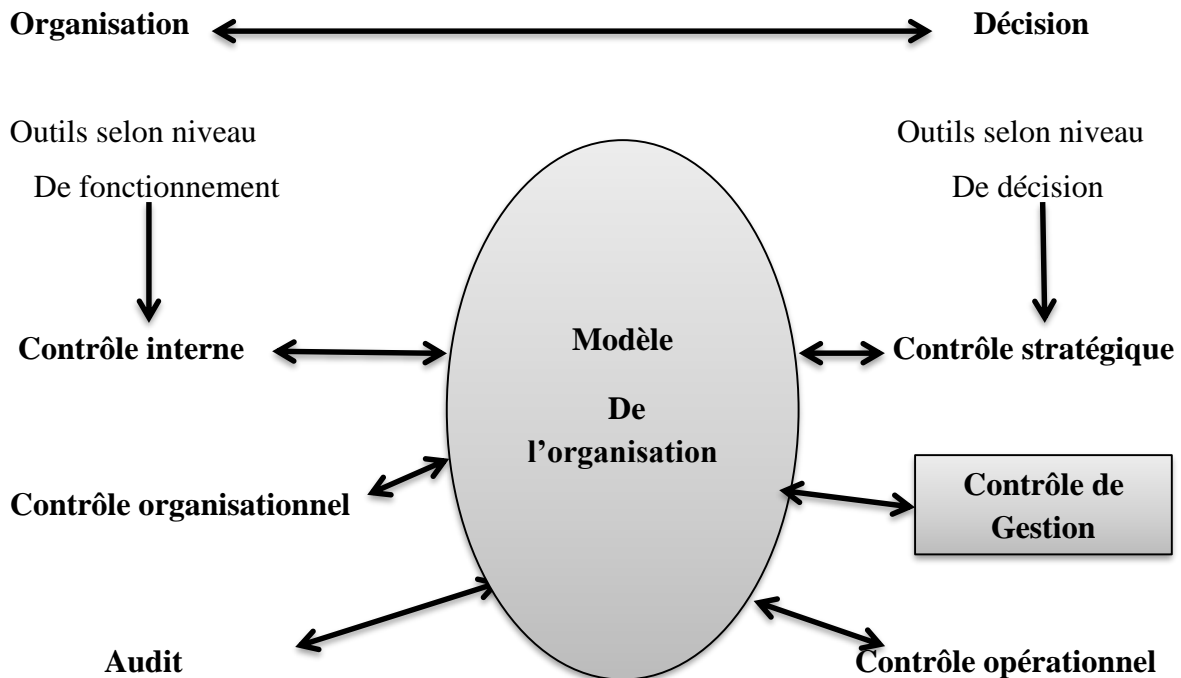 Organisation
Décision
Outils selon niveau
De fonctionnement
Outils selon niveau
De décision
Contrôle interne
Modèle
De
l’organisation
Contrôle stratégique
Contrôle organisationnel
Contrôle de
Gestion
Audit
Contrôle opérationnel